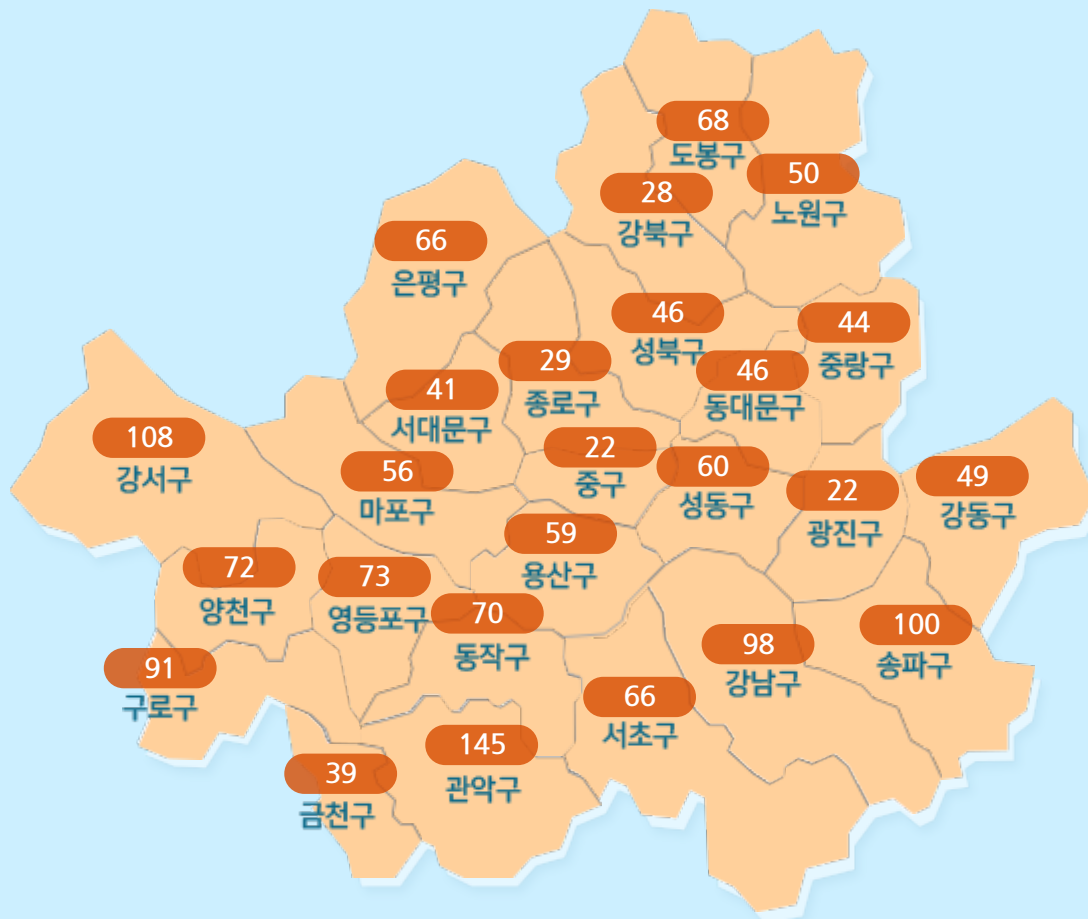 68
도봉구
50
노원구
28
강북구
66
은평구
46
성북구
44
중랑구
29
종로구
46
동대문구
41
서대문구
108
강서구
22
중구
60
성동구
56
마포구
49
강동구
22
광진구
59
용산구
72
양천구
73
영등포구
70
동작구
100
송파구
98
강남구
91
구로구
66
서초구
145
관악구
39
금천구